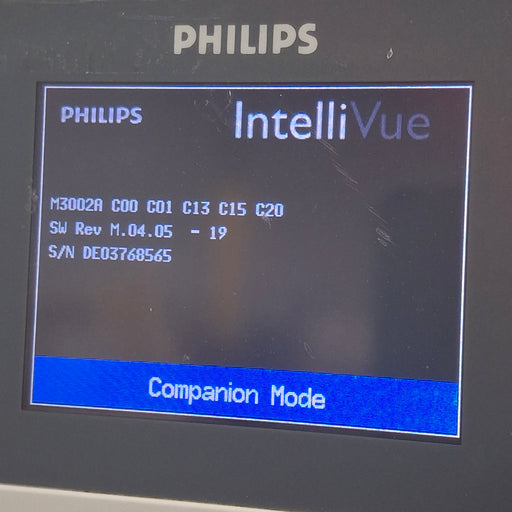 PHILIPS
PHILIPS IntelliVue
M3002A C00 C01 C13 C15 C20
SW Rev M.04.05 - 19
S/N DE03768565
Companion Mode